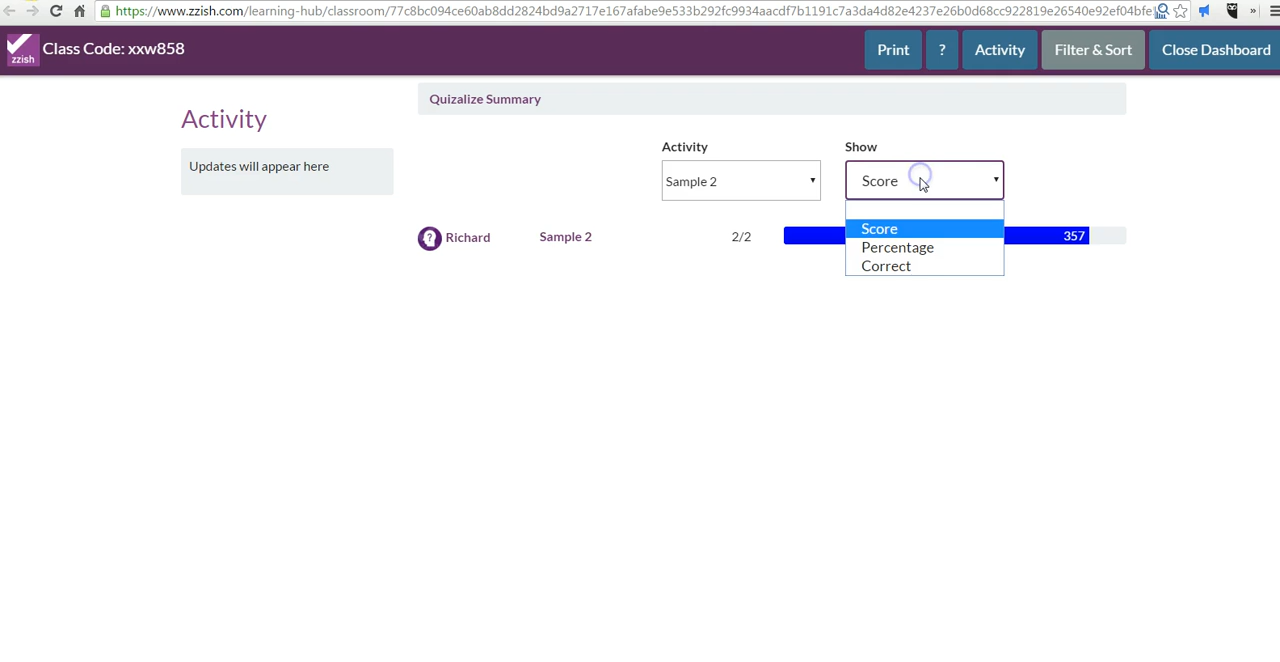 https://www.zzish.com/learning-hub/classroom/77c8bc094ce60ab8dd2824bd9a2717e167afabe9e533b292fc9934aacdf7b1191c7a3da4d82e4237e26b0d68cc922819e26540e92ef04bfe
»
zzish
Class Code: xxw858
Print
?
Activity
Filter & Sort
Close Dashboard
Activity
Updates will appear here
Quizalize Summary
Activity
Show
Sample 2
Score
Score
Percentage
Correct
Richard
Sample 2
2/2
357